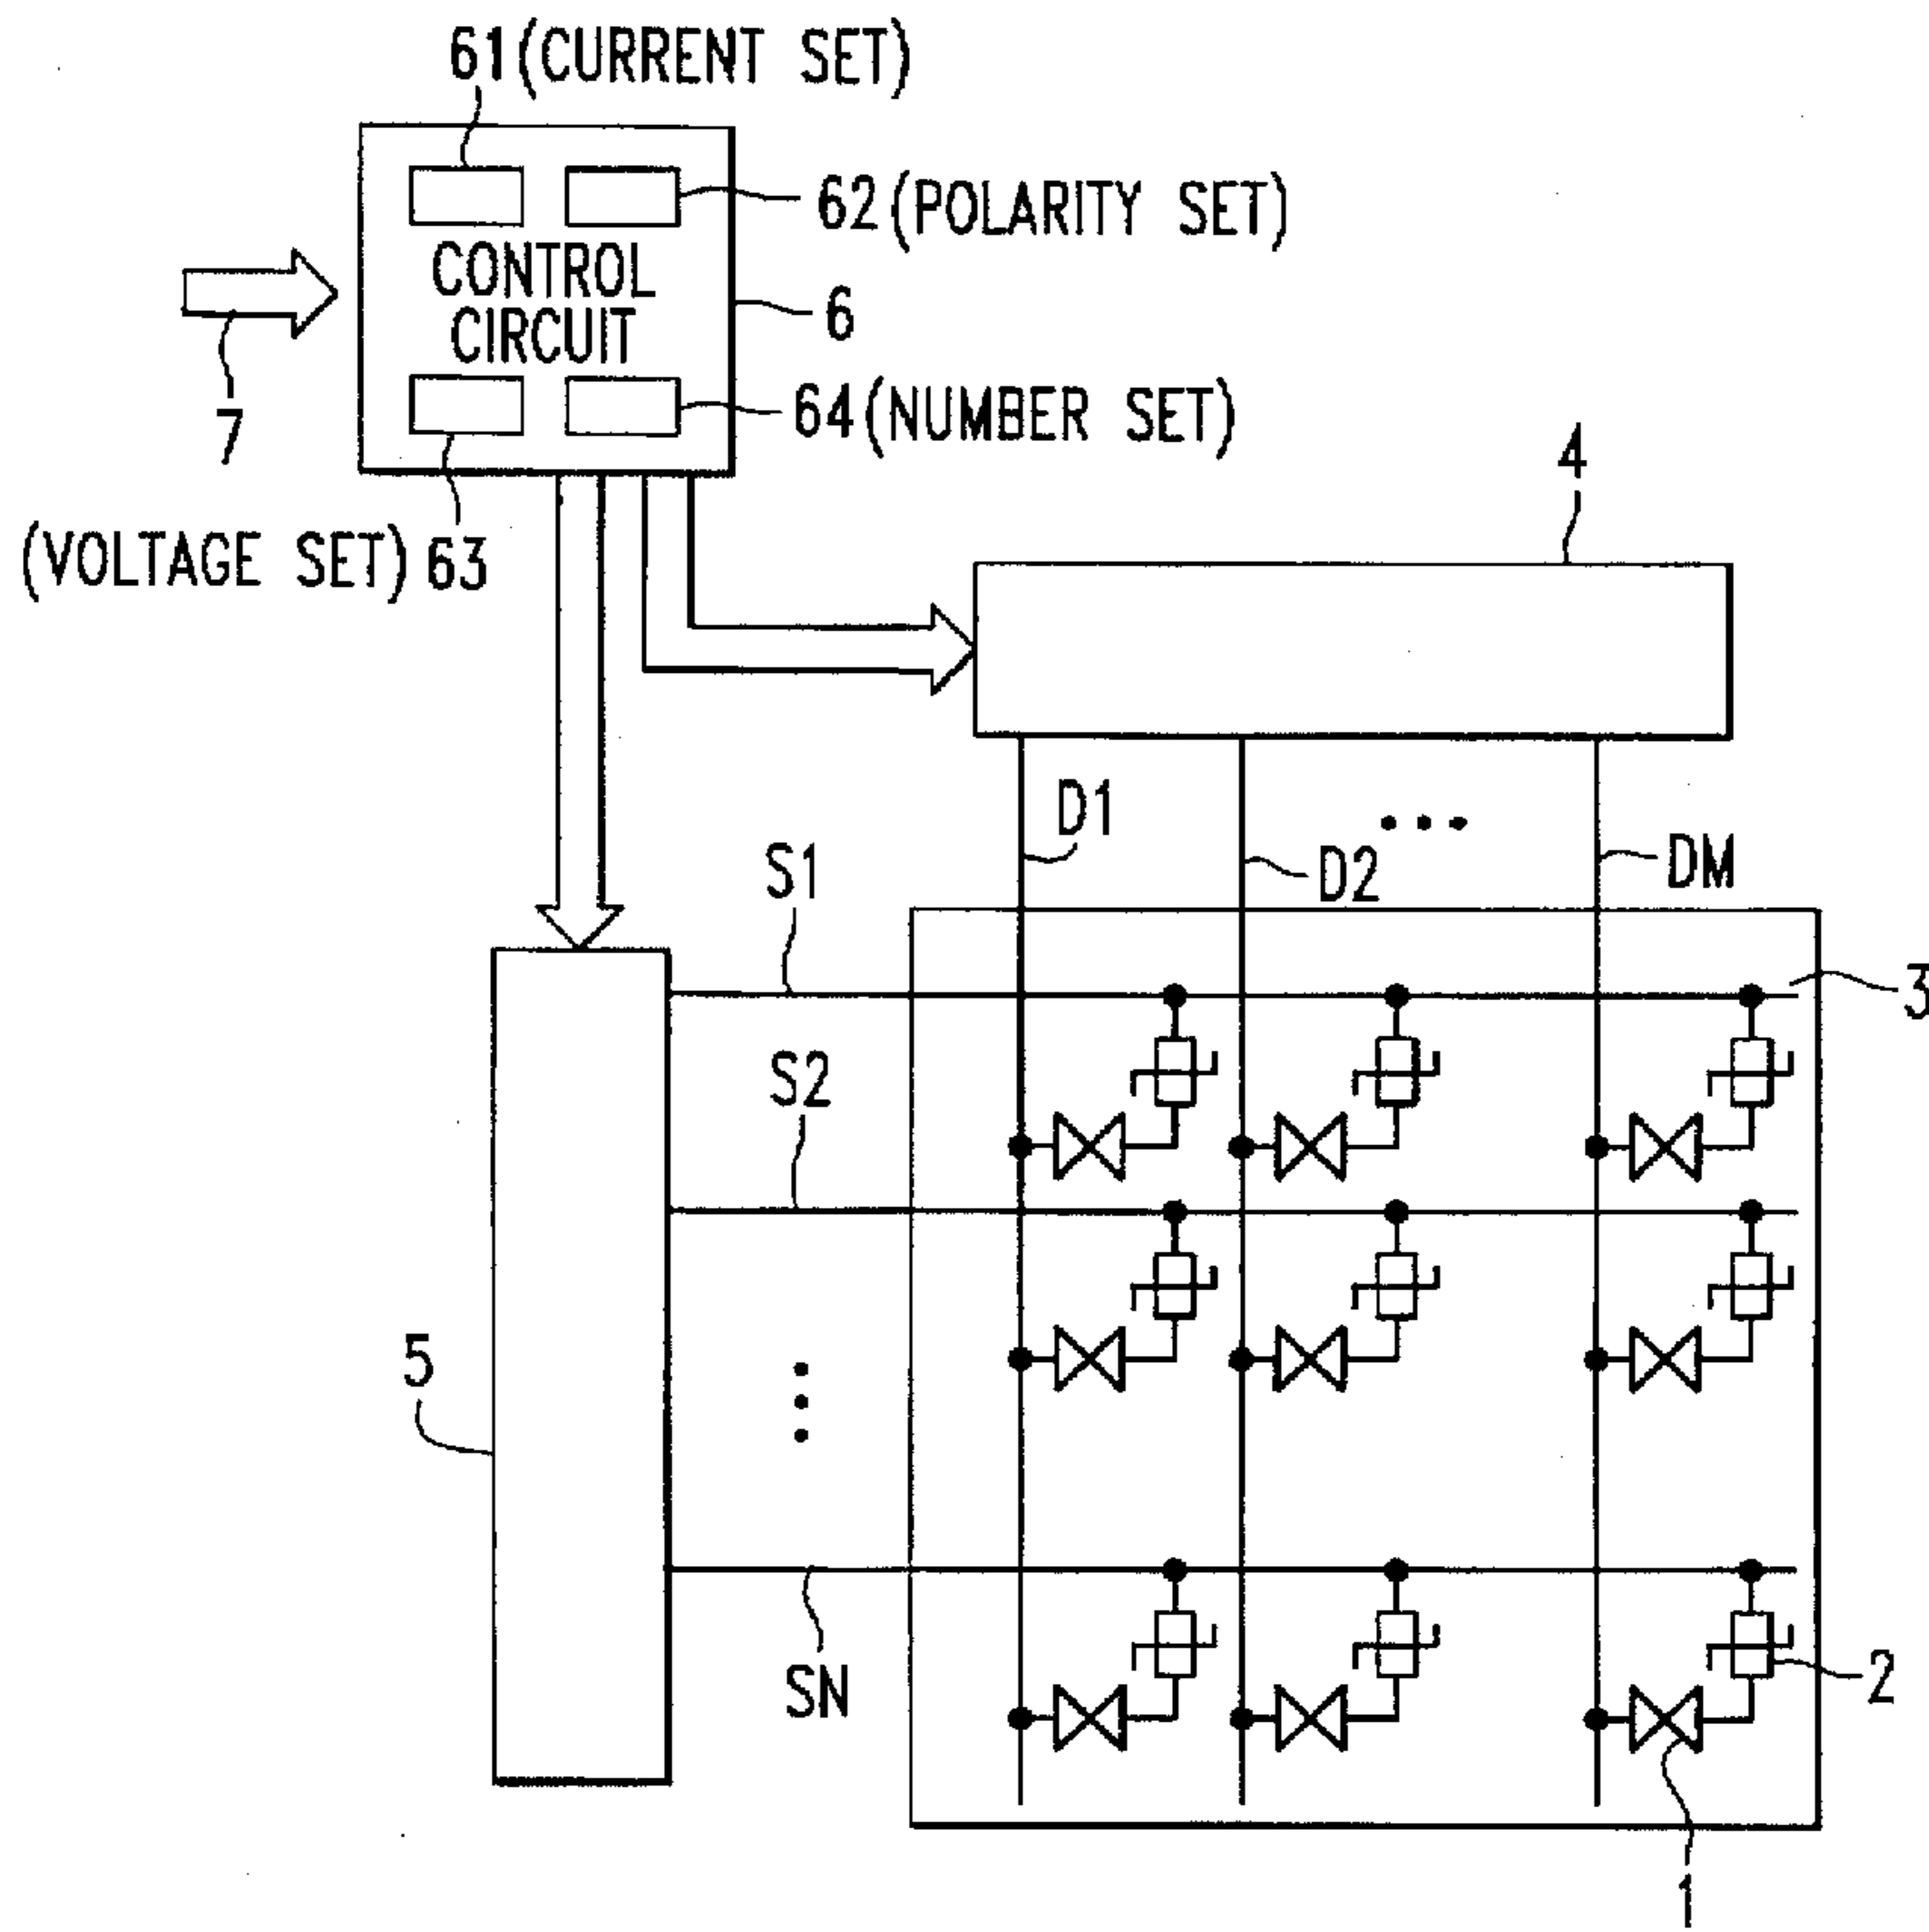 61(CURRENT SET)
62(POLARITY SET)
CONTROL
CIRCUIT
6
7
64(NUMBER SET)
(VOLTAGE SET)63
4
D1
D2
...
DM
S1
3
S2
5
SN
2
1